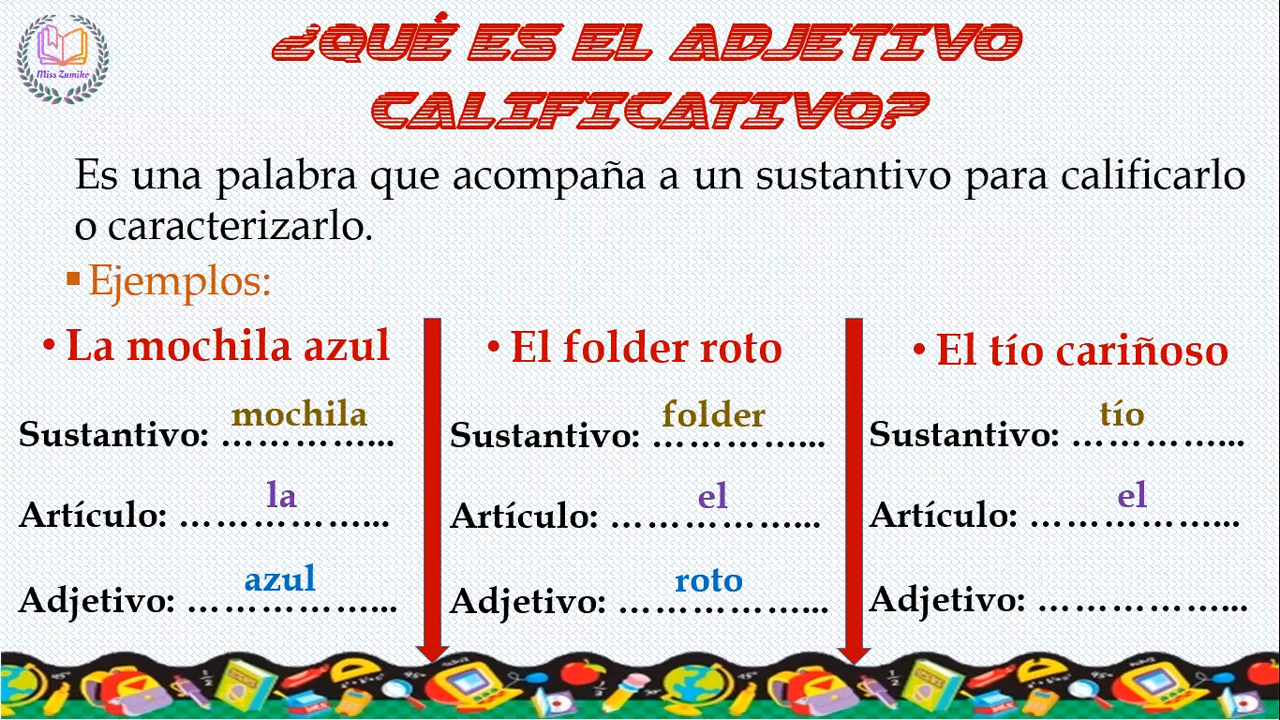 Miss Zumiko
¿QUÉ ES EL ADJETIVO
CALIFICATIVO?
Es una palabra que acompaña a un sustantivo para calificarlo
o caracterizarlo.
▪ Ejemplos:
• La mochila azul
Sustantivo: mochila …………...
Artículo: la ……………...
Adjetivo: azul ……………...
• El folder roto
Sustantivo: folder …………...
Artículo: el ……………...
Adjetivo: roto ……………...
• El tío cariñoso
Sustantivo: tío …………...
Artículo: el ……………...
Adjetivo: ……………...